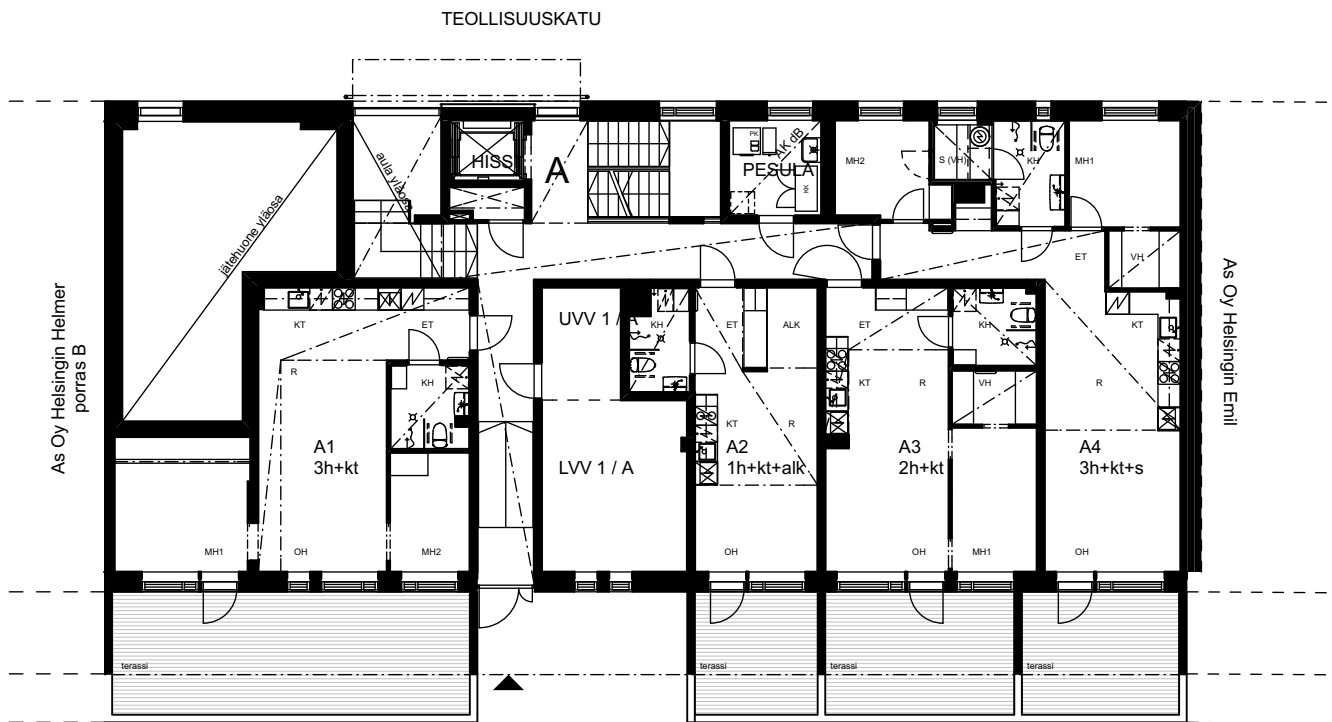 TEOLLISUUSKATU
jätehuone yläosa
aula yläosa
HISS
A
PK
AK dB
PESULA
KK
MH2
S (VH)
KH
MH1
ET
VH
As Oy Helsingin Helmer
porras B
As Oy Helsingin Emil
KT
ET
R
KH
A1
3h+kt
MH1
OH
MH2
UVV 1 / A
LVV 1 / A
KH
ET
ALK
KT
R
A2
1h+kt+alk
OH
ET
KH
KT
R
VH
A3
2h+kt
OH
MH1
KT
R
A4
3h+kt+s
OH
terassi
terassi
terassi
terassi